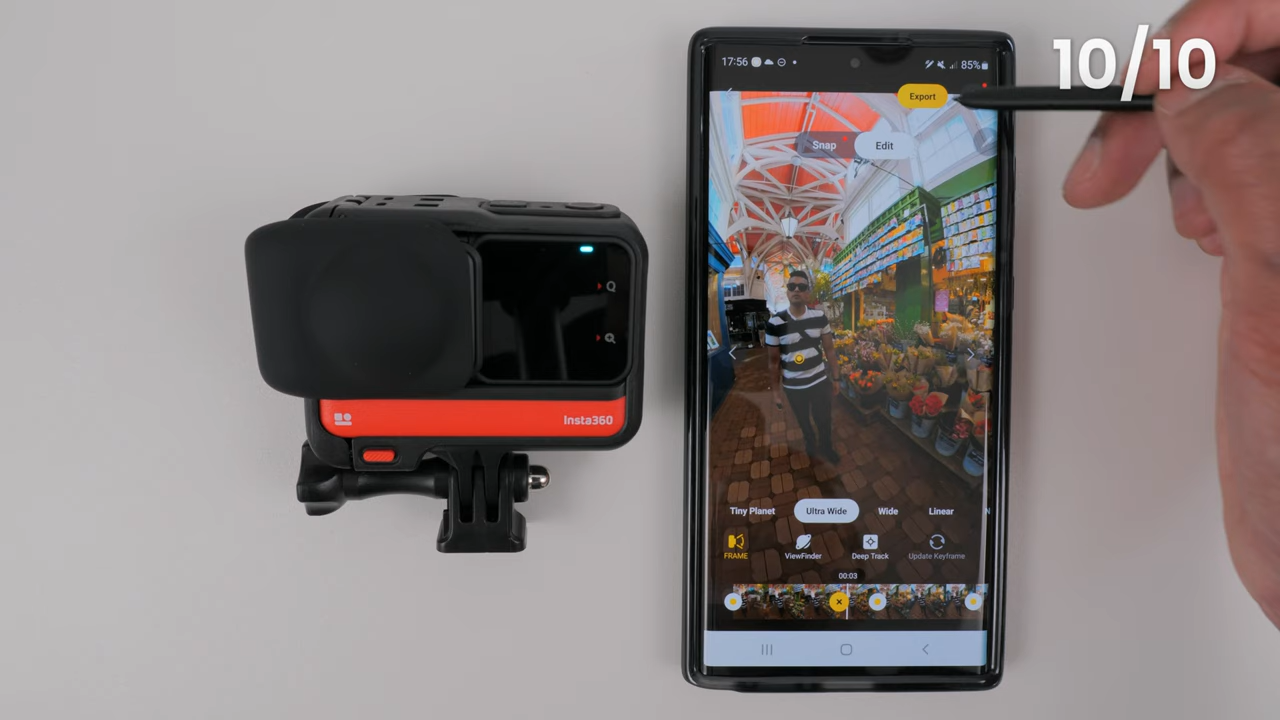 10/10
17:56
85%
Export
Snap
Edit
Insta360
Tiny Planet
Ultra Wide
Wide
Linear
N
FRAME
ViewFinder
Deep Track
Update Keyframe
00:03